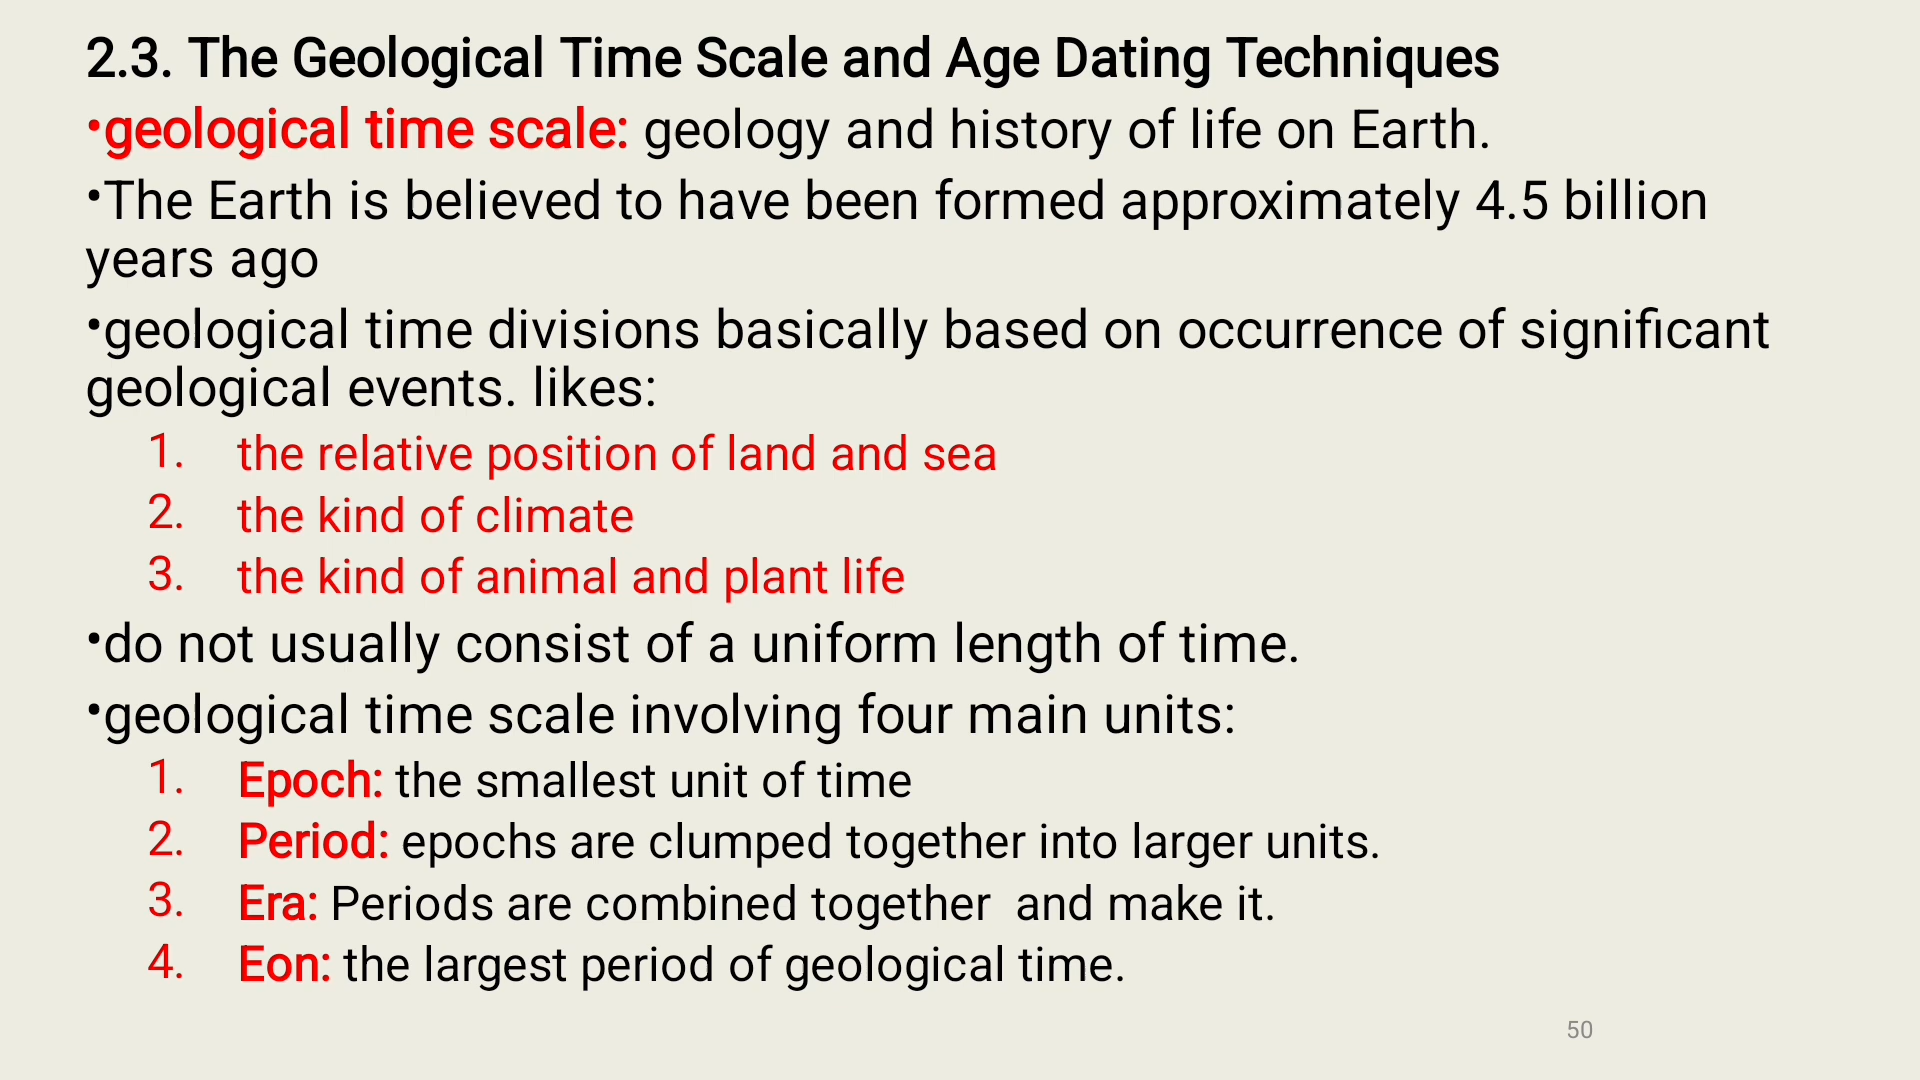 2.3. The Geological Time Scale and Age Dating Techniques
•geological time scale: geology and history of life on Earth.
•The Earth is believed to have been formed approximately 4.5 billion
years ago
•geological time divisions basically based on occurrence of significant
geological events. likes:
1. the relative position of land and sea
2. the kind of climate
3. the kind of animal and plant life
•do not usually consist of a uniform length of time.
•geological time scale involving four main units:
1. Epoch: the smallest unit of time
2. Period: epochs are clumped together into larger units.
3. Era: Periods are combined together  and make it.
4. Eon: the largest period of geological time.
50